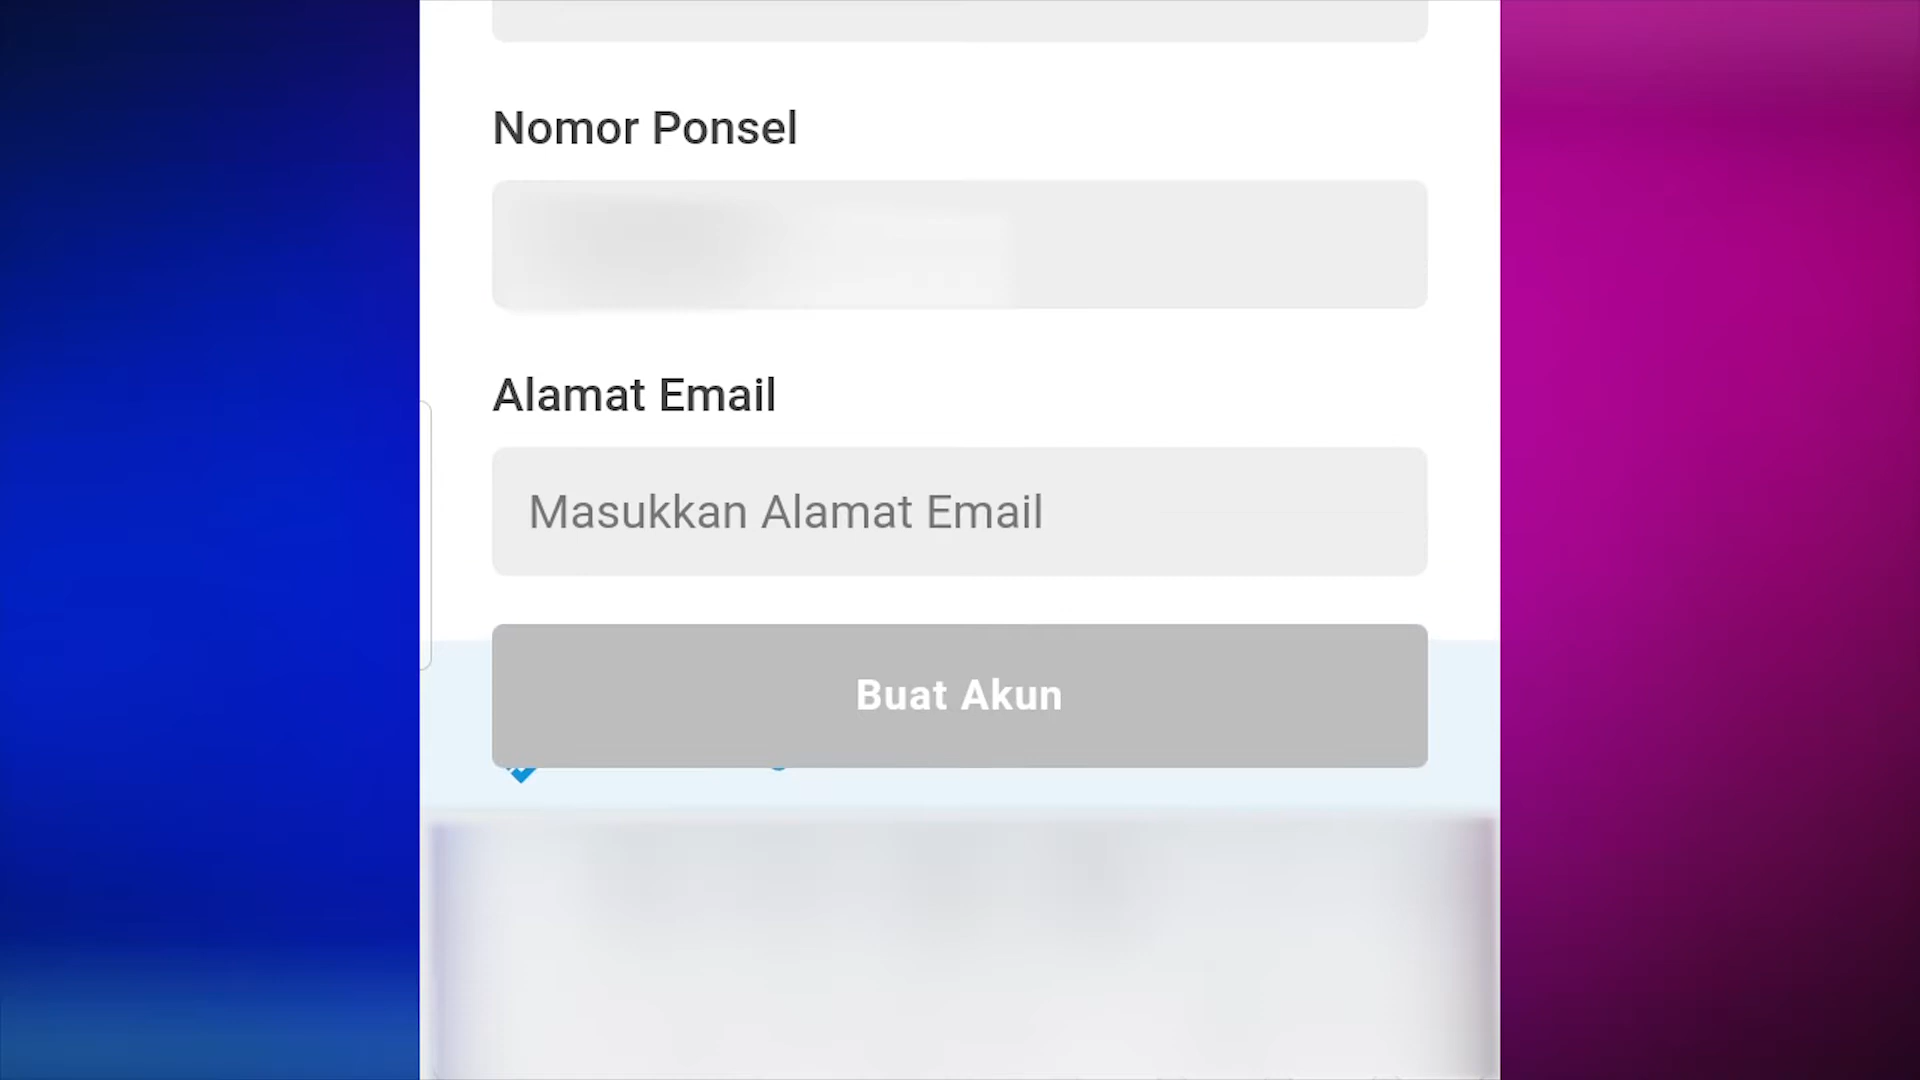 Nomor Ponsel
Alamat Email
Masukkan Alamat Email
Buat Akun